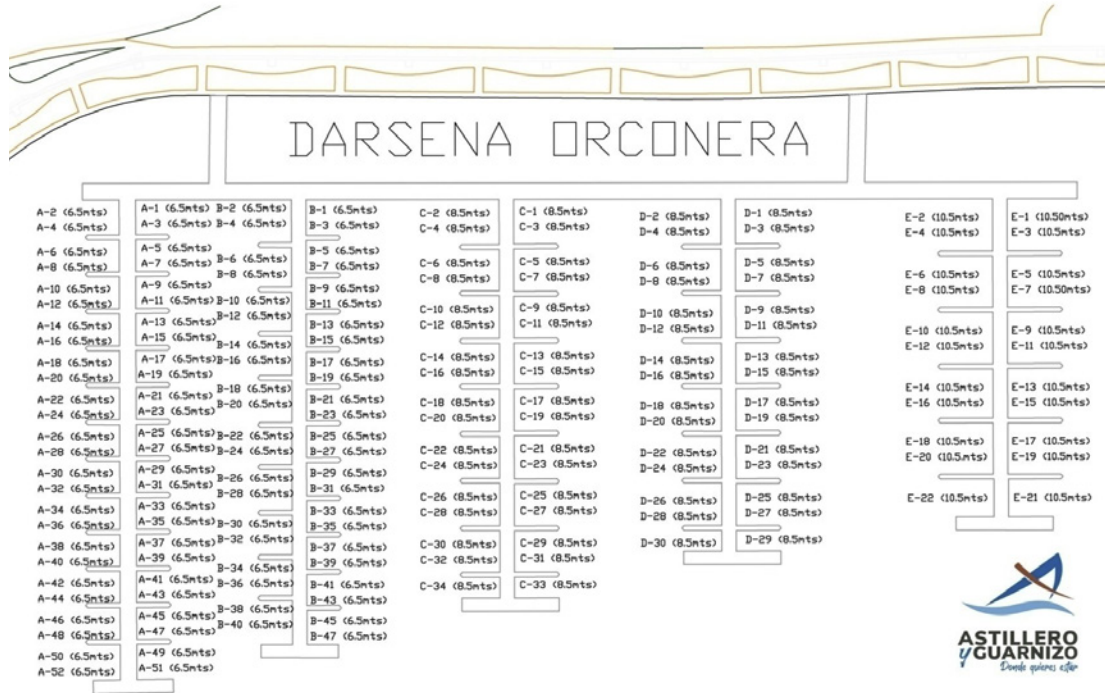 DARSENA ORCONERA
A-2 (6.5mts)
A-4 (6.5mts)
A-6 (6.5mts)
A-8 (6.5mts)
A-10 (6.5mts)
A-12 (6.5mts)
A-14 (6.5mts)
A-16 (6.5mts)
A-18 (6.5mts)
A-20 (6.5mts)
A-22 (6.5mts)
A-24 (6.5mts)
A-26 (6.5mts)
A-28 (6.5mts)
A-30 (6.5mts)
A-32 (6.5mts)
A-34 (6.5mts)
A-36 (6.5mts)
A-38 (6.5mts)
A-40 (6.5mts)
A-42 (6.5mts)
A-44 (6.5mts)
A-46 (6.5mts)
A-48 (6.5mts)
A-50 (6.5mts)
A-52 (6.5mts)
A-1 (6.5mts)
A-3 (6.5mts)
A-5 (6.5mts)
A-7 (6.5mts)
A-9 (6.5mts)
A-11 (6.5mts)
A-13 (6.5mts)
A-15 (6.5mts)
A-17 (6.5mts)
A-19 (6.5mts)
A-21 (6.5mts)
A-23 (6.5mts)
A-25 (6.5mts)
A-27 (6.5mts)
A-29 (6.5mts)
A-31 (6.5mts)
A-33 (6.5mts)
A-35 (6.5mts)
A-37 (6.5mts)
A-39 (6.5mts)
A-41 (6.5mts)
A-43 (6.5mts)
A-45 (6.5mts)
A-47 (6.5mts)
A-49 (6.5mts)
A-51 (6.5mts)
B-2 (6.5mts)
B-4 (6.5mts)
B-6 (6.5mts)
B-8 (6.5mts)
B-10 (6.5mts)
B-12 (6.5mts)
B-14 (6.5mts)
B-16 (6.5mts)
B-18 (6.5mts)
B-20 (6.5mts)
B-22 (6.5mts)
B-24 (6.5mts)
B-26 (6.5mts)
B-28 (6.5mts)
B-30 (6.5mts)
B-32 (6.5mts)
B-34 (6.5mts)
B-36 (6.5mts)
B-38 (6.5mts)
B-40 (6.5mts)
B-1 (6.5mts)
B-3 (6.5mts)
B-5 (6.5mts)
B-7 (6.5mts)
B-9 (6.5mts)
B-11 (6.5mts)
B-13 (6.5mts)
B-15 (6.5mts)
B-17 (6.5mts)
B-19 (6.5mts)
B-21 (6.5mts)
B-23 (6.5mts)
B-25 (6.5mts)
B-27 (6.5mts)
B-29 (6.5mts)
B-31 (6.5mts)
B-33 (6.5mts)
B-35 (6.5mts)
B-37 (6.5mts)
B-39 (6.5mts)
B-41 (6.5mts)
B-43 (6.5mts)
B-45 (6.5mts)
B-47 (6.5mts)
C-2 (8.5mts)
C-4 (8.5mts)
C-6 (8.5mts)
C-8 (8.5mts)
C-10 (8.5mts)
C-12 (8.5mts)
C-14 (8.5mts)
C-16 (8.5mts)
C-18 (8.5mts)
C-20 (8.5mts)
C-22 (8.5mts)
C-24 (8.5mts)
C-26 (8.5mts)
C-28 (8.5mts)
C-30 (8.5mts)
C-32 (8.5mts)
C-34 (8.5mts)
C-1 (8.5mts)
C-3 (8.5mts)
C-5 (8.5mts)
C-7 (8.5mts)
C-9 (8.5mts)
C-11 (8.5mts)
C-13 (8.5mts)
C-15 (8.5mts)
C-17 (8.5mts)
C-19 (8.5mts)
C-21 (8.5mts)
C-23 (8.5mts)
C-25 (8.5mts)
C-27 (8.5mts)
C-29 (8.5mts)
C-31 (8.5mts)
C-33 (8.5mts)
D-2 (8.5mts)
D-4 (8.5mts)
D-6 (8.5mts)
D-8 (8.5mts)
D-10 (8.5mts)
D-12 (8.5mts)
D-14 (8.5mts)
D-16 (8.5mts)
D-18 (8.5mts)
D-20 (8.5mts)
D-22 (8.5mts)
D-24 (8.5mts)
D-26 (8.5mts)
D-28 (8.5mts)
D-30 (8.5mts)
D-1 (8.5mts)
D-3 (8.5mts)
D-5 (8.5mts)
D-7 (8.5mts)
D-9 (8.5mts)
D-11 (8.5mts)
D-13 (8.5mts)
D-15 (8.5mts)
D-17 (8.5mts)
D-19 (8.5mts)
D-21 (8.5mts)
D-23 (8.5mts)
D-25 (8.5mts)
D-27 (8.5mts)
D-29 (8.5mts)
E-2 (10.5mts)
E-4 (10.5mts)
E-6 (10.5mts)
E-8 (10.5mts)
E-10 (10.5mts)
E-12 (10.5mts)
E-14 (10.5mts)
E-16 (10.5mts)
E-18 (10.5mts)
E-20 (10.5.mts)
E-22 (10.5mts)
E-1 (10.50mts)
E-3 (10.5mts)
E-5 (10.5mts)
E-7 (10.50mts)
E-9 (10.5mts)
E-11 (10.5mts)
E-13 (10.5mts)
E-15 (10.5mts)
E-17 (10.5mts)
E-19 (10.5mts)
E-21 (10.5mts)
ASTILLERO
y GUARNIZO
Donde quieres estar